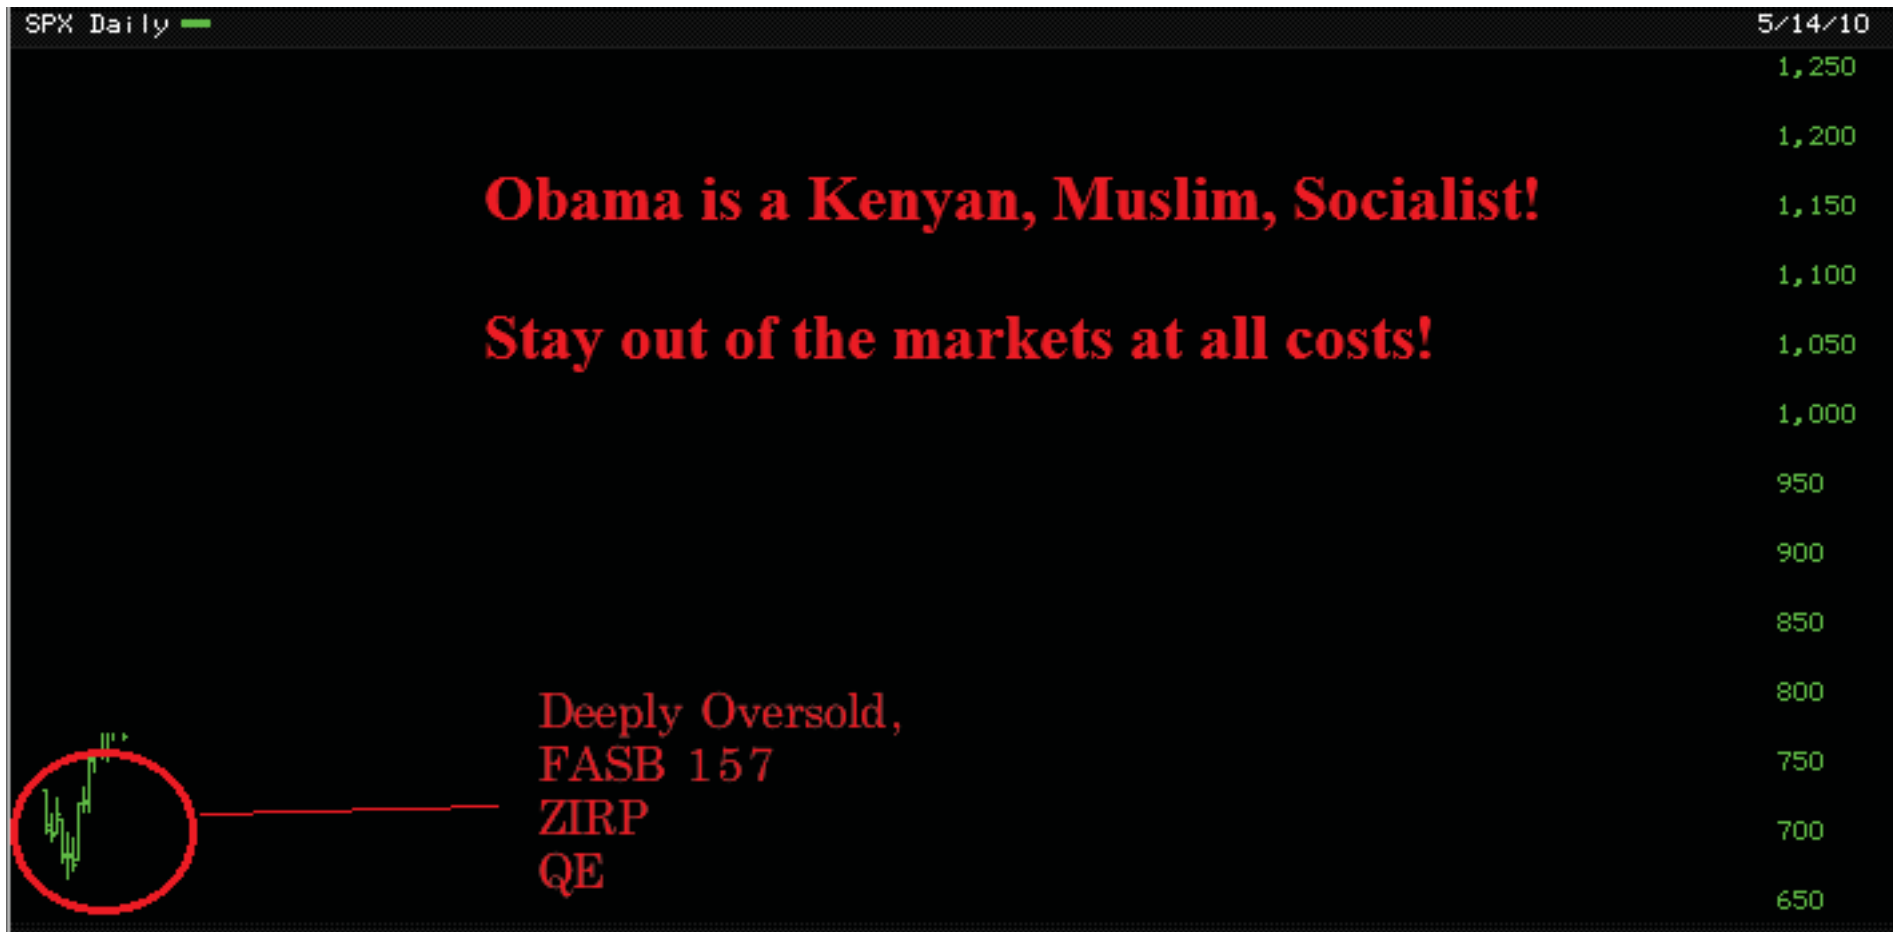 SPX Daily
5/14/10
1,250
1,200
Obama is a Kenyan, Muslim, Socialist!
1,150
1,100
Stay out of the markets at all costs!
1,050
1,000
950
900
850
800
Deeply Oversold,
FASB 157
750
ZIRP
700
QE
650